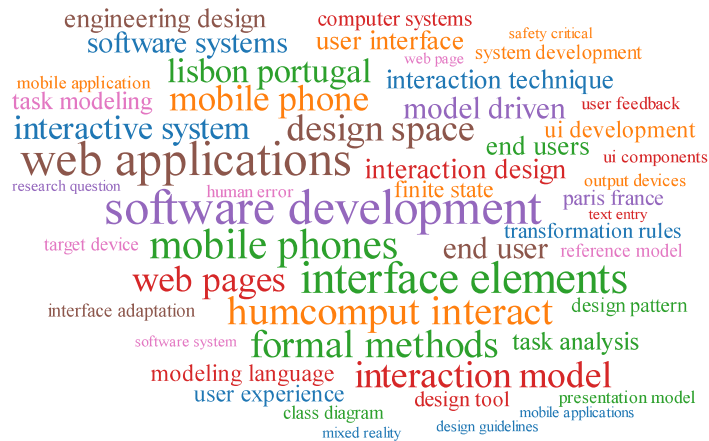 engineering design
computer systems
safety critical
software systems
user interface
system development
web page
lisbon portugal
interaction technique
mobile application
task modeling
mobile phone
model driven
user feedback
interactive system
design space
ui development
end users
web applications
interaction design
ui components
research question
human error
finite state
output devices
software development
paris france
text entry
transformation rules
target device
mobile phones
end user
reference model
web pages
interface elements
interface adaptation
humcomput interact
design pattern
software system
formal methods
task analysis
modeling language
interaction model
user experience
design tool
presentation model
class diagram
mobile applications
mixed reality
design guidelines